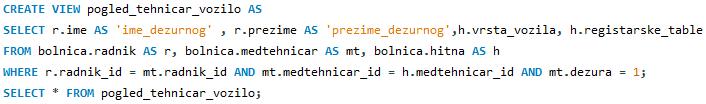 CREATE VIEW pogled_tehnicar_vozilo AS
SELECT r.ime AS 'ime_dezurnog' , r.prezime AS 'prezime_dezurnog',h.vrsta_vozila, h.registarske_table
FROM bolnica.radnik AS r, bolnica.medtehnicar AS mt, bolnica.hitna AS h
WHERE r.radnik_id = mt.radnik_id AND mt.medtehnicar_id = h.medtehnicar_id AND mt.dezura = 1;
SELECT * FROM pogled_tehnicar_vozilo;